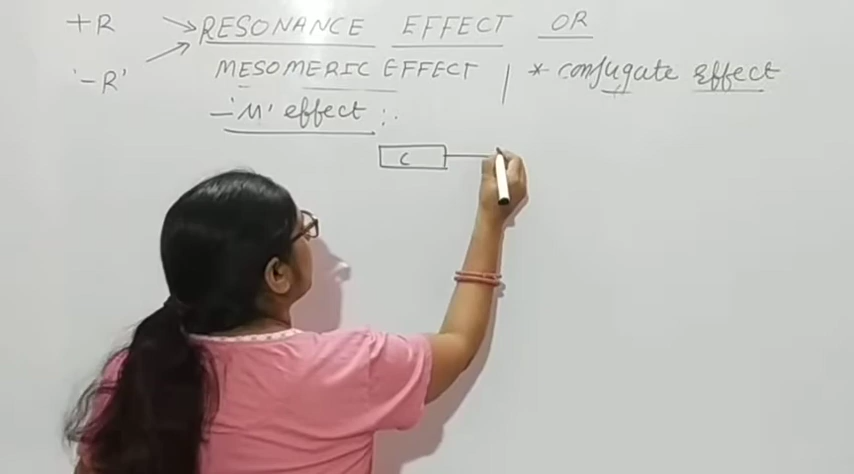 +R RESONANCE EFFECT OR
'-R' MESOMERIC EFFECT | * conjugate effect
-'M' effect :-
C